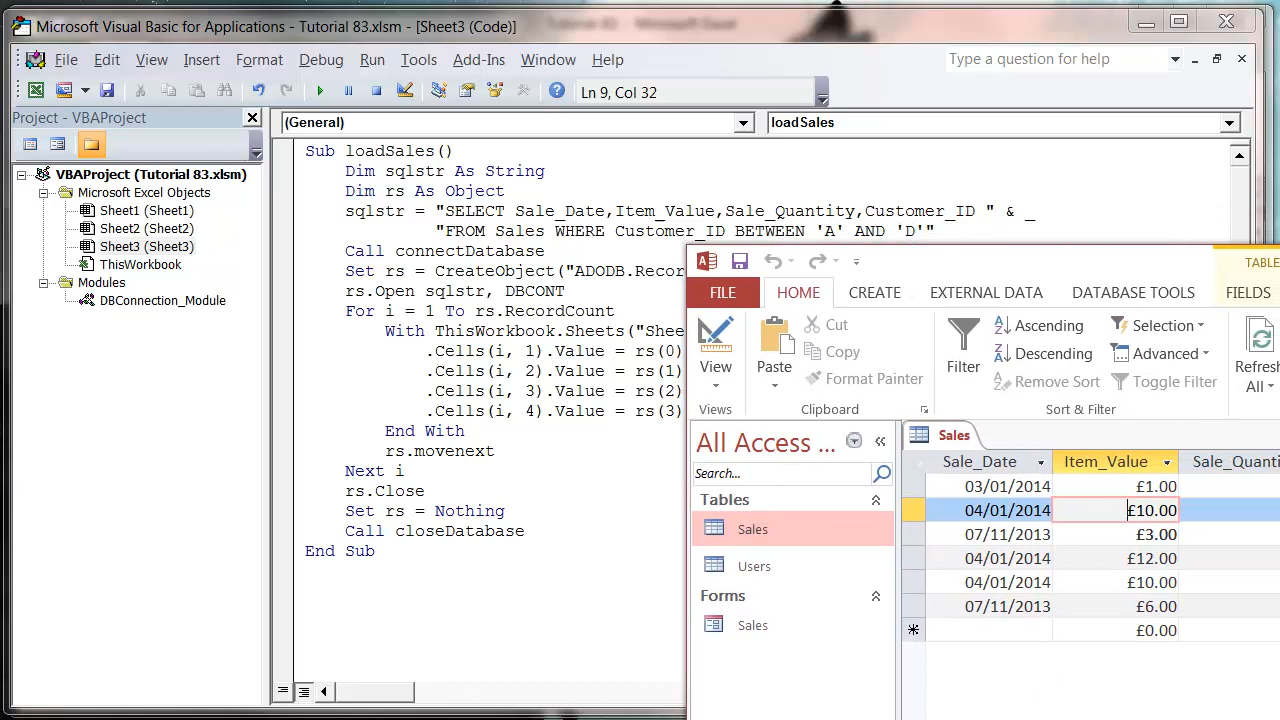 Microsoft Visual Basic for Applications - Tutorial 83.xlsm - [Sheet3 (Code)]
File Edit View Insert Format Debug Run Tools Add-Ins Window Help
Type a question for help
Ln 9, Col 32
Project - VBAProject
(General)
loadSales
VBAProject (Tutorial 83.xlsm)
Microsoft Excel Objects
Sheet1 (Sheet1)
Sheet2 (Sheet2)
Sheet3 (Sheet3)
ThisWorkbook
Modules
DBConnection_Module
Sub loadSales()
Dim sqlstr As String
Dim rs As Object
sqlstr = "SELECT Sale_Date,Item_Value,Sale_Quantity,Customer_ID " & _
"FROM Sales WHERE Customer_ID BETWEEN 'A' AND 'D'"
Call connectDatabase
Set rs = CreateObject("ADODB.Recor
rs.Open sqlstr, DBCONT
For i = 1 To rs.RecordCount
With ThisWorkbook.Sheets("Shee
.Cells(i, 1).Value = rs(0)
.Cells(i, 2).Value = rs(1)
.Cells(i, 3).Value = rs(2)
.Cells(i, 4).Value = rs(3)
End With
rs.movenext
Next i
rs.Close
Set rs = Nothing
Call closeDatabase
End Sub
TABLE
FILE HOME CREATE EXTERNAL DATA DATABASE TOOLS FIELDS
View
Views
Paste
Cut
Copy
Format Painter
Clipboard
Filter
Ascending
Descending
Remove Sort
Selection
Advanced
Toggle Filter
Sort & Filter
Refresh
All
All Access ...
Search...
Tables
Sales
Users
Forms
Sales
Sales
Sale_Date Item_Value Sale_Quanti
03/01/2014 £1.00
04/01/2014 £10.00
07/11/2013 £3.00
04/01/2014 £12.00
04/01/2014 £10.00
07/11/2013 £6.00
£0.00